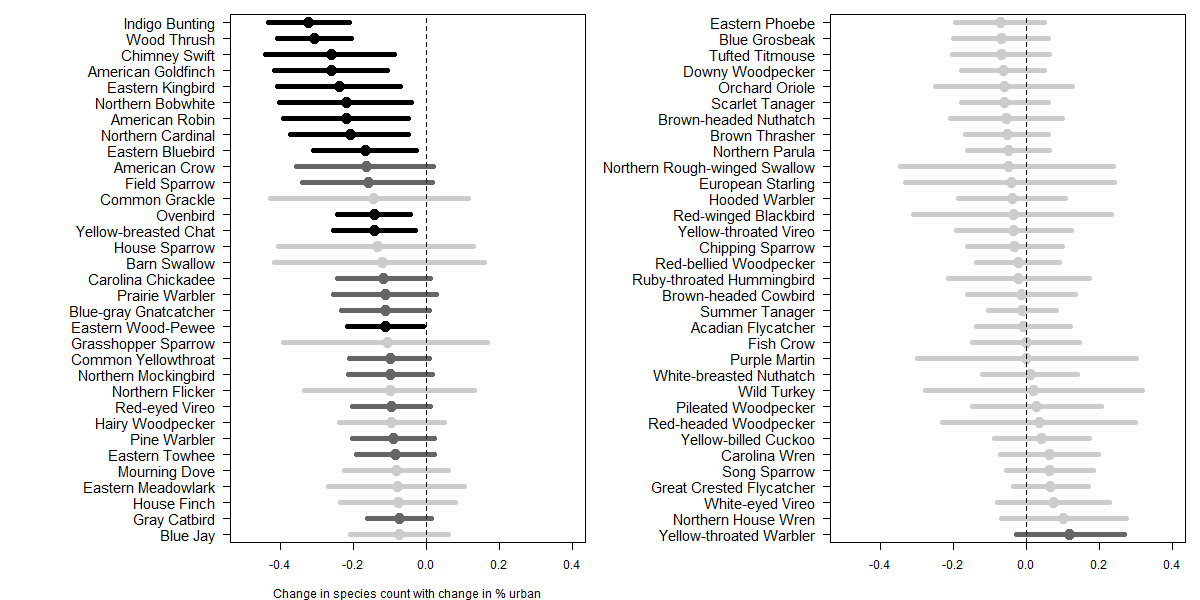 Indigo Bunting
Wood Thrush
Chimney Swift
American Goldfinch
Eastern Kingbird
Northern Bobwhite
American Robin
Northern Cardinal
Eastern Bluebird
American Crow
Field Sparrow
Common Grackle
Ovenbird
Yellow-breasted Chat
House Sparrow
Barn Swallow
Carolina Chickadee
Prairie Warbler
Blue-gray Gnatcatcher
Eastern Wood-Pewee
Grasshopper Sparrow
Common Yellowthroat
Northern Mockingbird
Northern Flicker
Red-eyed Vireo
Hairy Woodpecker
Pine Warbler
Eastern Towhee
Mourning Dove
Eastern Meadowlark
House Finch
Gray Catbird
Blue Jay
-0.4 -0.2 0.0 0.2 0.4
Change in species count with change in % urban
Eastern Phoebe
Blue Grosbeak
Tufted Titmouse
Downy Woodpecker
Orchard Oriole
Scarlet Tanager
Brown-headed Nuthatch
Brown Thrasher
Northern Parula
Northern Rough-winged Swallow
European Starling
Hooded Warbler
Red-winged Blackbird
Yellow-throated Vireo
Chipping Sparrow
Red-bellied Woodpecker
Ruby-throated Hummingbird
Brown-headed Cowbird
Summer Tanager
Acadian Flycatcher
Fish Crow
Purple Martin
White-breasted Nuthatch
Wild Turkey
Pileated Woodpecker
Red-headed Woodpecker
Yellow-billed Cuckoo
Carolina Wren
Song Sparrow
Great Crested Flycatcher
White-eyed Vireo
Northern House Wren
Yellow-throated Warbler
-0.4 -0.2 0.0 0.2 0.4